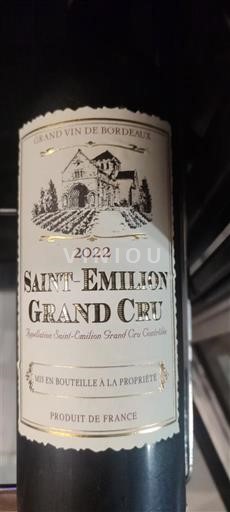 GRAND VIN DE BORDEAUX
2022
VINIOU
SAINT-EMILION
GRAND CRU
Appellation Saint-Emilion Grand Cru Contrôlée
MIS EN BOUTEILLE À LA PROPRIÉTÉ
PRODUIT DE FRANCE